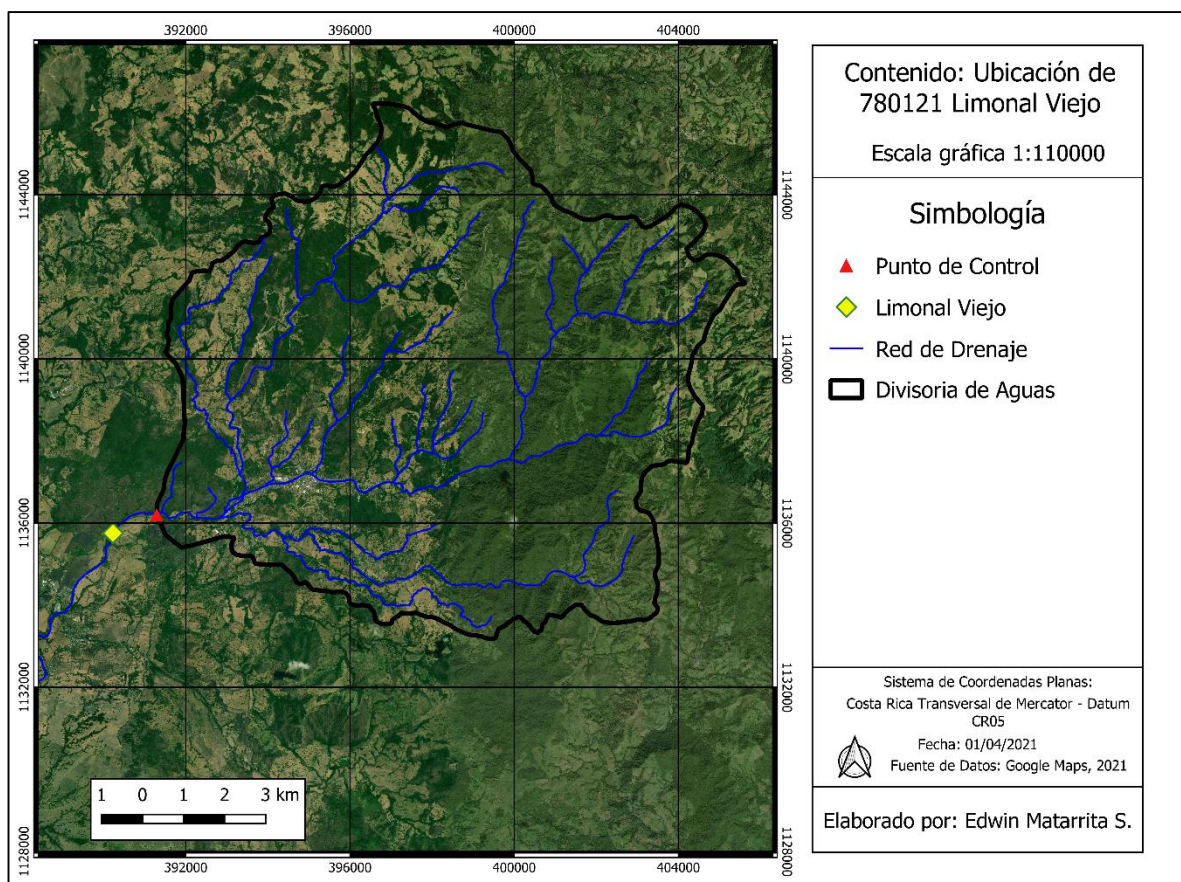 392000
396000
400000
404000
1144000
1144000
1140000
1140000
1136000
1136000
1132000
1132000
1128000
1128000
392000
396000
400000
404000
1 0 1 2 3 km
Contenido: Ubicación de
780121 Limonal Viejo
Escala gráfica 1:110000
Simbología
Punto de Control
Limonal Viejo
Red de Drenaje
Divisoria de Aguas
Sistema de Coordenadas Planas:
Costa Rica Transversal de Mercator - Datum
CR05
Fecha: 01/04/2021
Fuente de Datos: Google Maps, 2021
Elaborado por: Edwin Matarrita S.